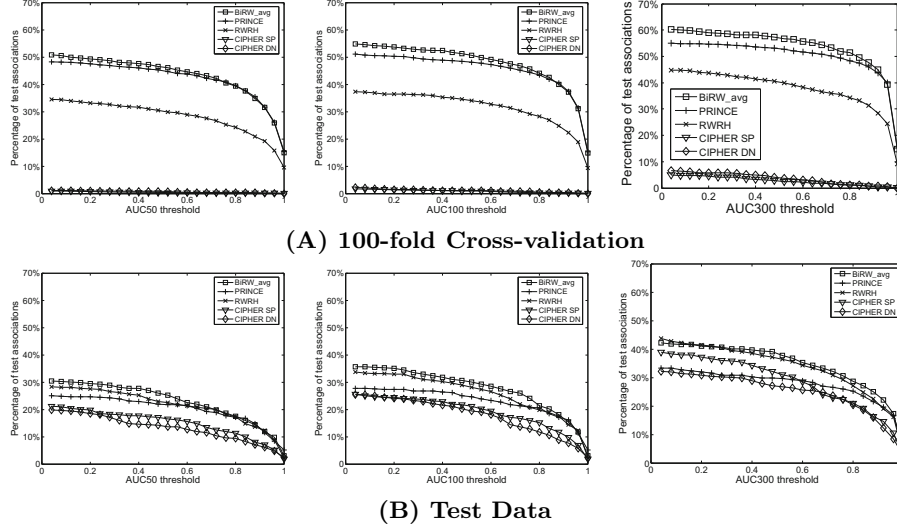 70%
60%
50%
40%
30%
20%
10%
0
Percentage of test associations
0 0.2 0.4 0.6 0.8 1
AUC50 threshold
BiRW_avg
PRINCE
RWRH
CIPHER SP
CIPHER DN
70%
60%
50%
40%
30%
20%
10%
0
Percentage of test associations
0 0.2 0.4 0.6 0.8 1
AUC100 threshold
BiRW_avg
PRINCE
RWRH
CIPHER SP
CIPHER DN
70%
60%
50%
40%
30%
20%
10%
0
Percentage of test associations
0 0.2 0.4 0.6 0.8 1
AUC300 threshold
BiRW_avg
PRINCE
RWRH
CIPHER SP
CIPHER DN
(A) 100-fold Cross-validation
70%
60%
50%
40%
30%
20%
10%
0
Percentage of test associations
0 0.2 0.4 0.6 0.8 1
AUC50 threshold
BiRW_avg
PRINCE
RWRH
CIPHER SP
CIPHER DN
70%
60%
50%
40%
30%
20%
10%
0
Percentage of test associations
0 0.2 0.4 0.6 0.8 1
AUC100 threshold
BiRW_avg
PRINCE
RWRH
CIPHER SP
CIPHER DN
70%
60%
50%
40%
30%
20%
10%
0
Percentage of test associations
0 0.2 0.4 0.6 0.8
AUC300 threshold
BiRW_avg
PRINCE
RWRH
CIPHER SP
CIPHER DN
(B) Test Data